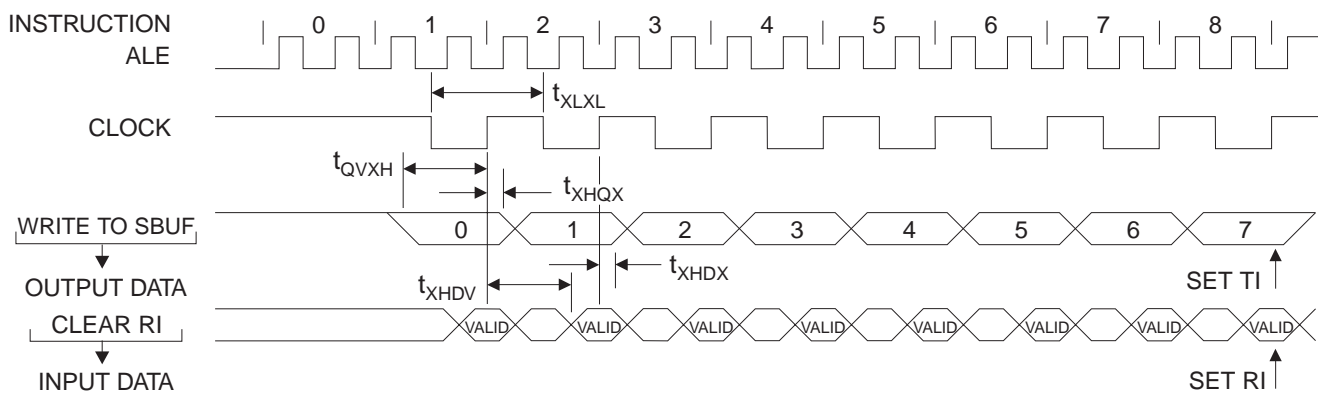 INSTRUCTION 0 1 2 3 4 5 6 7 8
ALE
tXLXL
CLOCK
tQVXH
tXHQX
WRITE TO SBUF 0 1 2 3 4 5 6 7
tXHDX
SET TI
OUTPUT DATA
tXHDV
CLEAR RI VALID VALID VALID VALID VALID VALID VALID VALID
INPUT DATA
SET RI